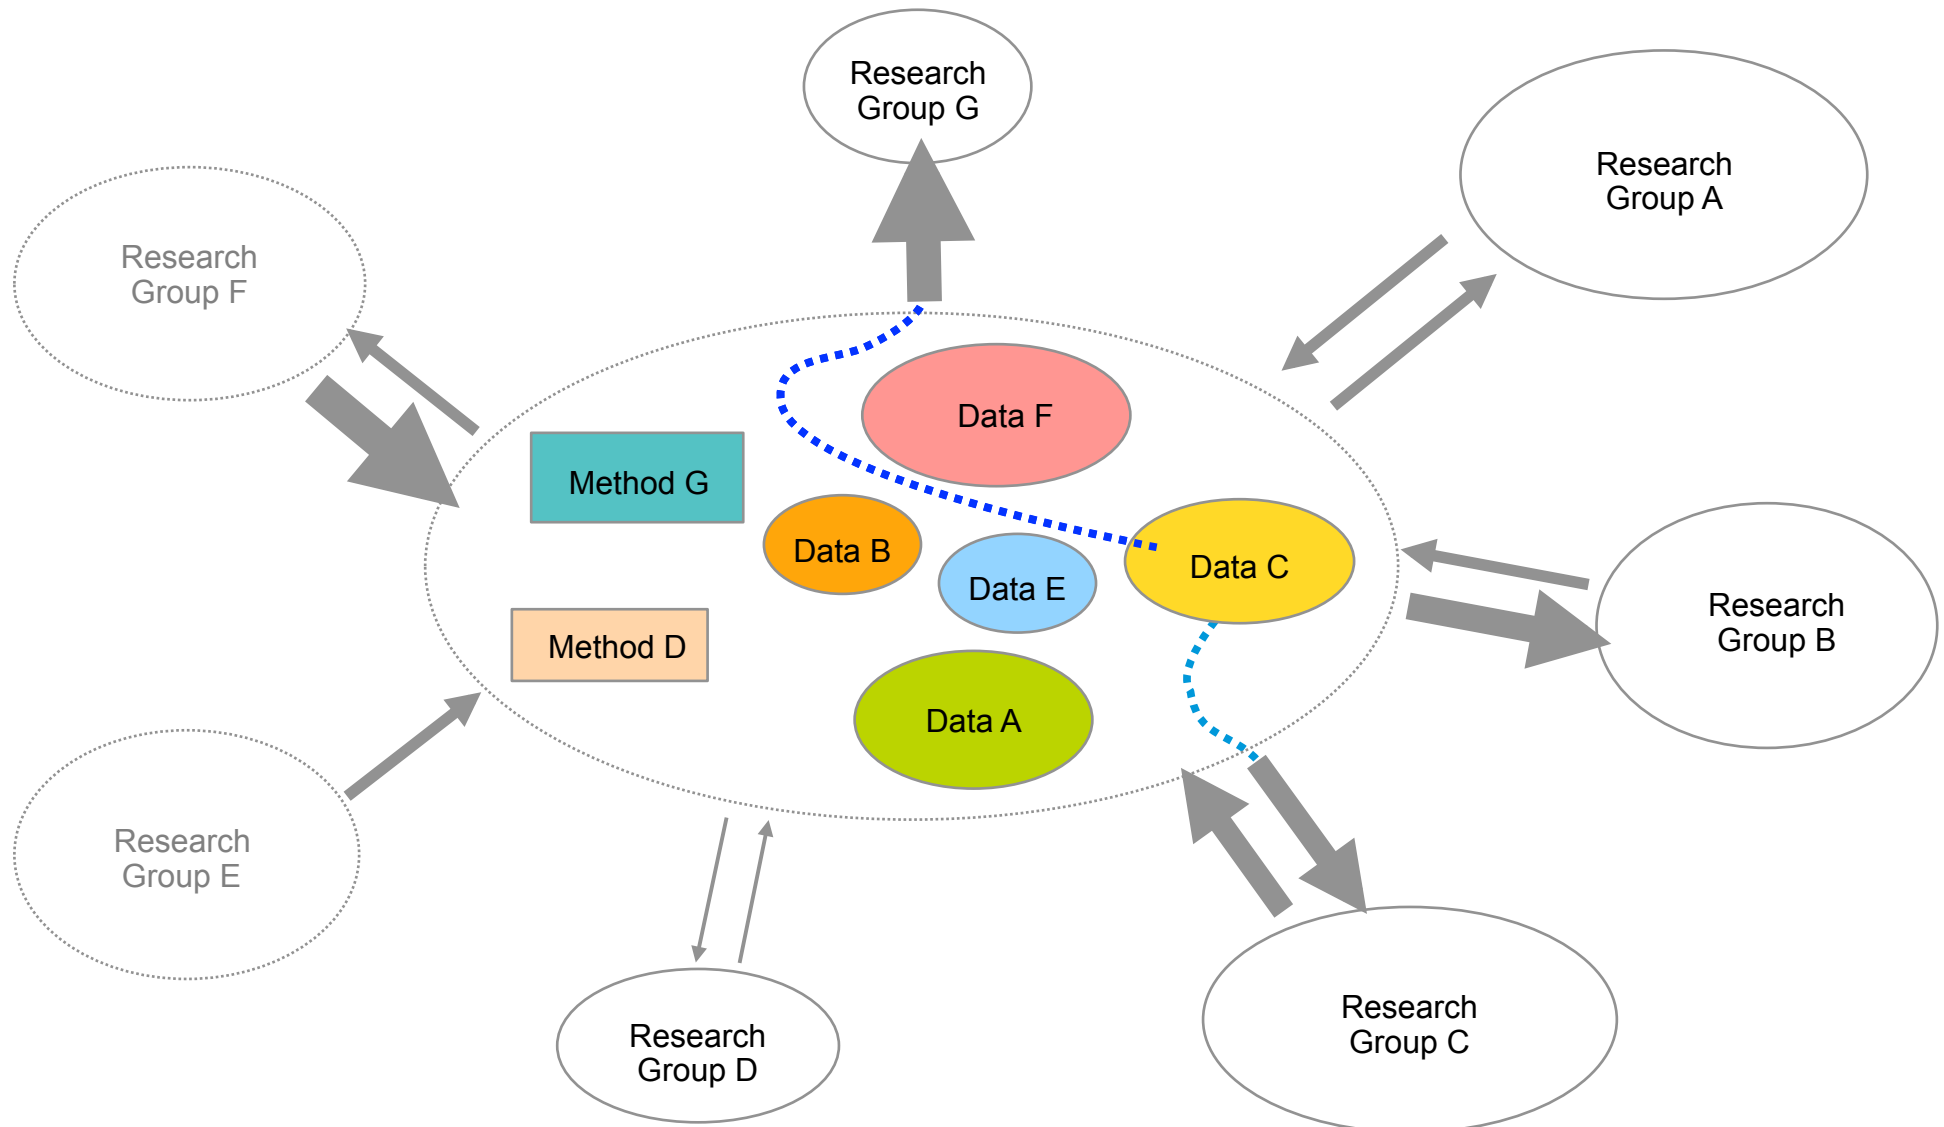 Research
Group G
Research
Group A
Research
Group F
Data F
Method G
Data B
Data E
Data C
Research
Group B
Method D
Data A
Research
Group E
Research
Group D
Research
Group C